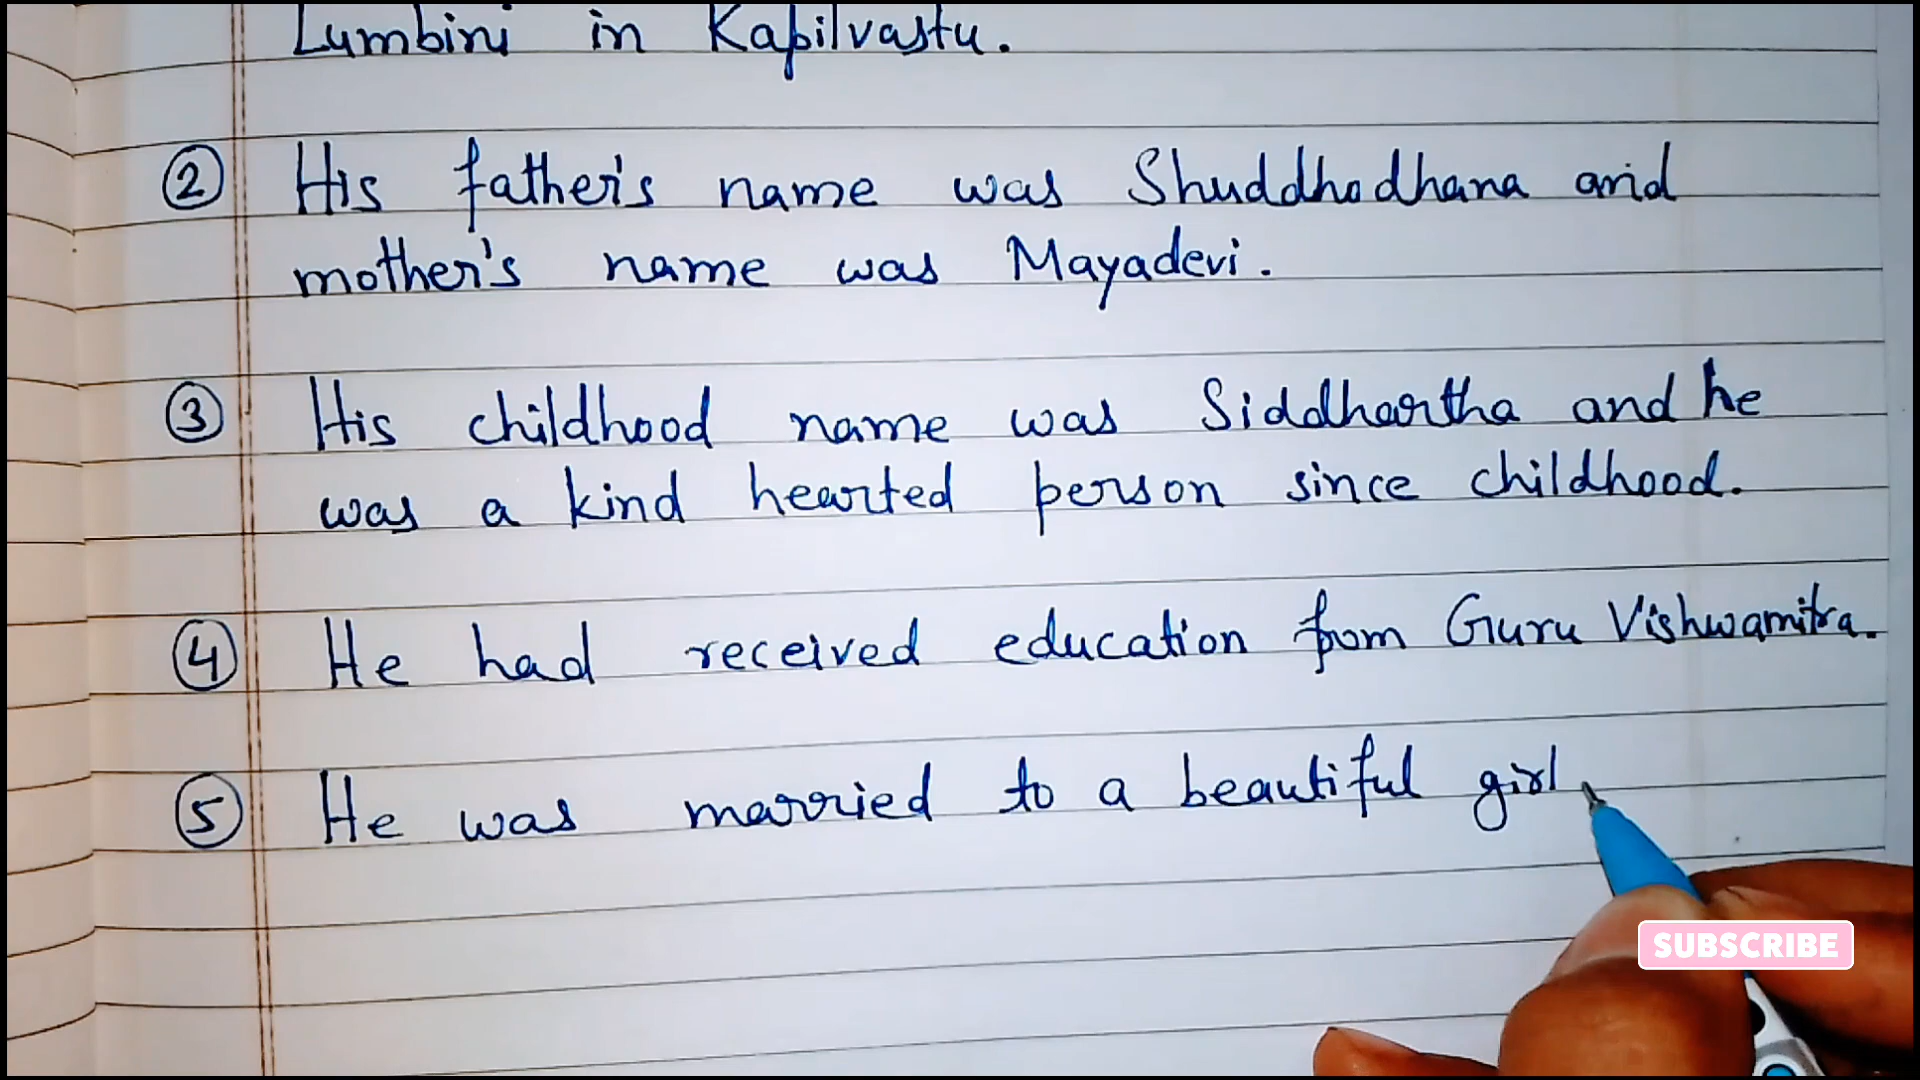 Lumbini in Kapilvastu.
② His father's name was Shuddhodhana and
mother's name was Mayadevi.
③ His childhood name was Siddhartha and he
was a kind hearted person since childhood.
④ He had received education from Guru Vishwamitra.
⑤ He was married to a beautiful girl
SUBSCRIBE